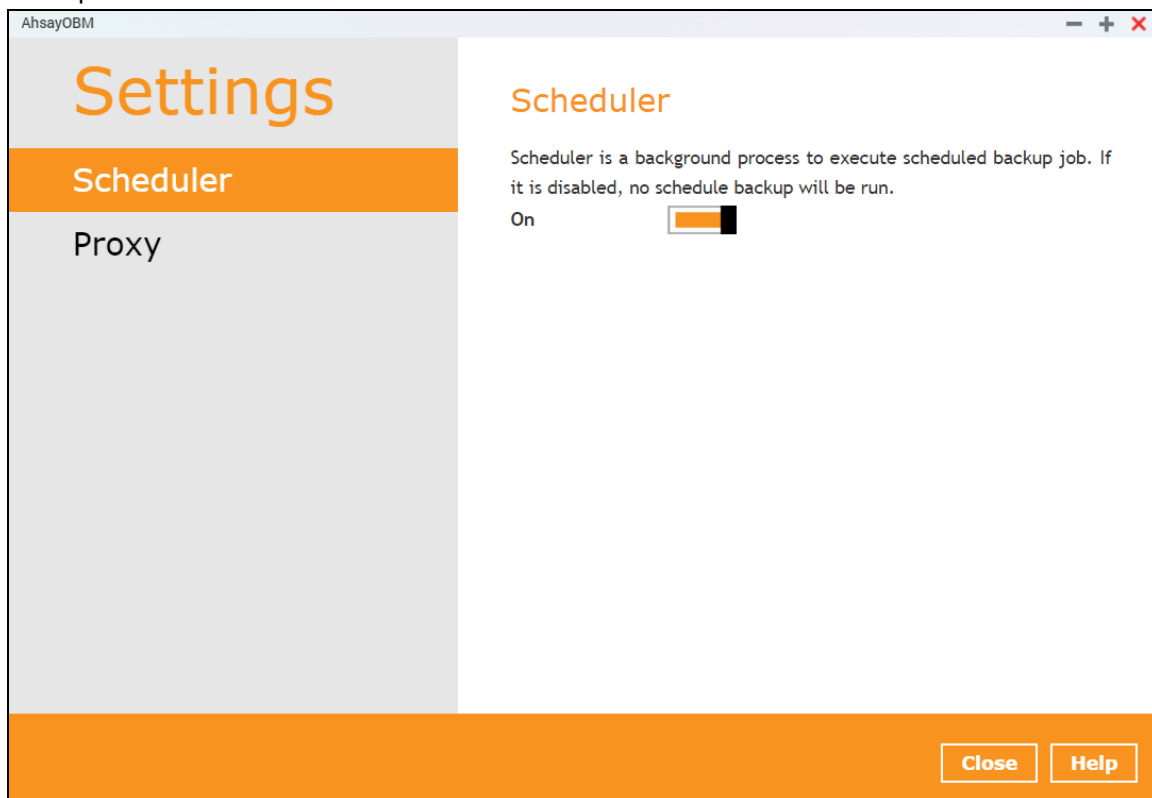 AhsayOBM
Settings
Scheduler
Proxy
Scheduler
Scheduler is a background process to execute scheduled backup job. If
it is disabled, no schedule backup will be run.
On
Close
Help